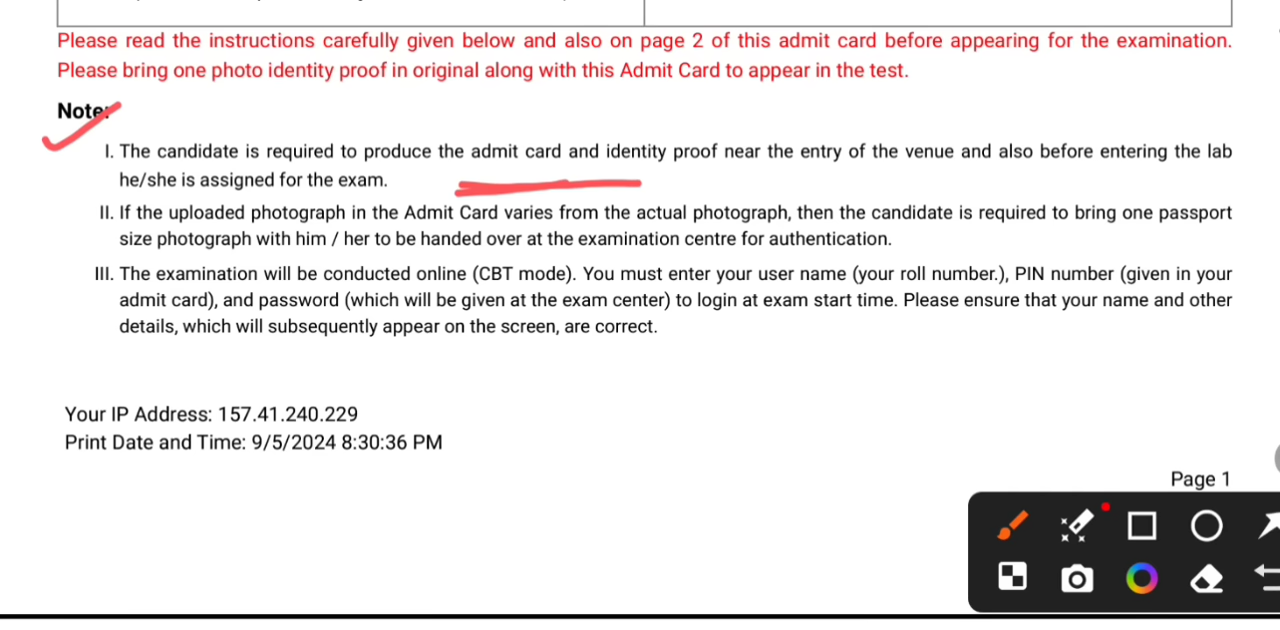 Please read the instructions carefully given below and also on page 2 of this admit card before appearing for the examination.
Please bring one photo identity proof in original along with this Admit Card to appear in the test.
Note:
I. The candidate is required to produce the admit card and identity proof near the entry of the venue and also before entering the lab
he/she is assigned for the exam.
II. If the uploaded photograph in the Admit Card varies from the actual photograph, then the candidate is required to bring one passport
size photograph with him / her to be handed over at the examination centre for authentication.
III. The examination will be conducted online (CBT mode). You must enter your user name (your roll number.), PIN number (given in your
admit card), and password (which will be given at the exam center) to login at exam start time. Please ensure that your name and other
details, which will subsequently appear on the screen, are correct.
Your IP Address: 157.41.240.229
Print Date and Time: 9/5/2024 8:30:36 PM
Page 1